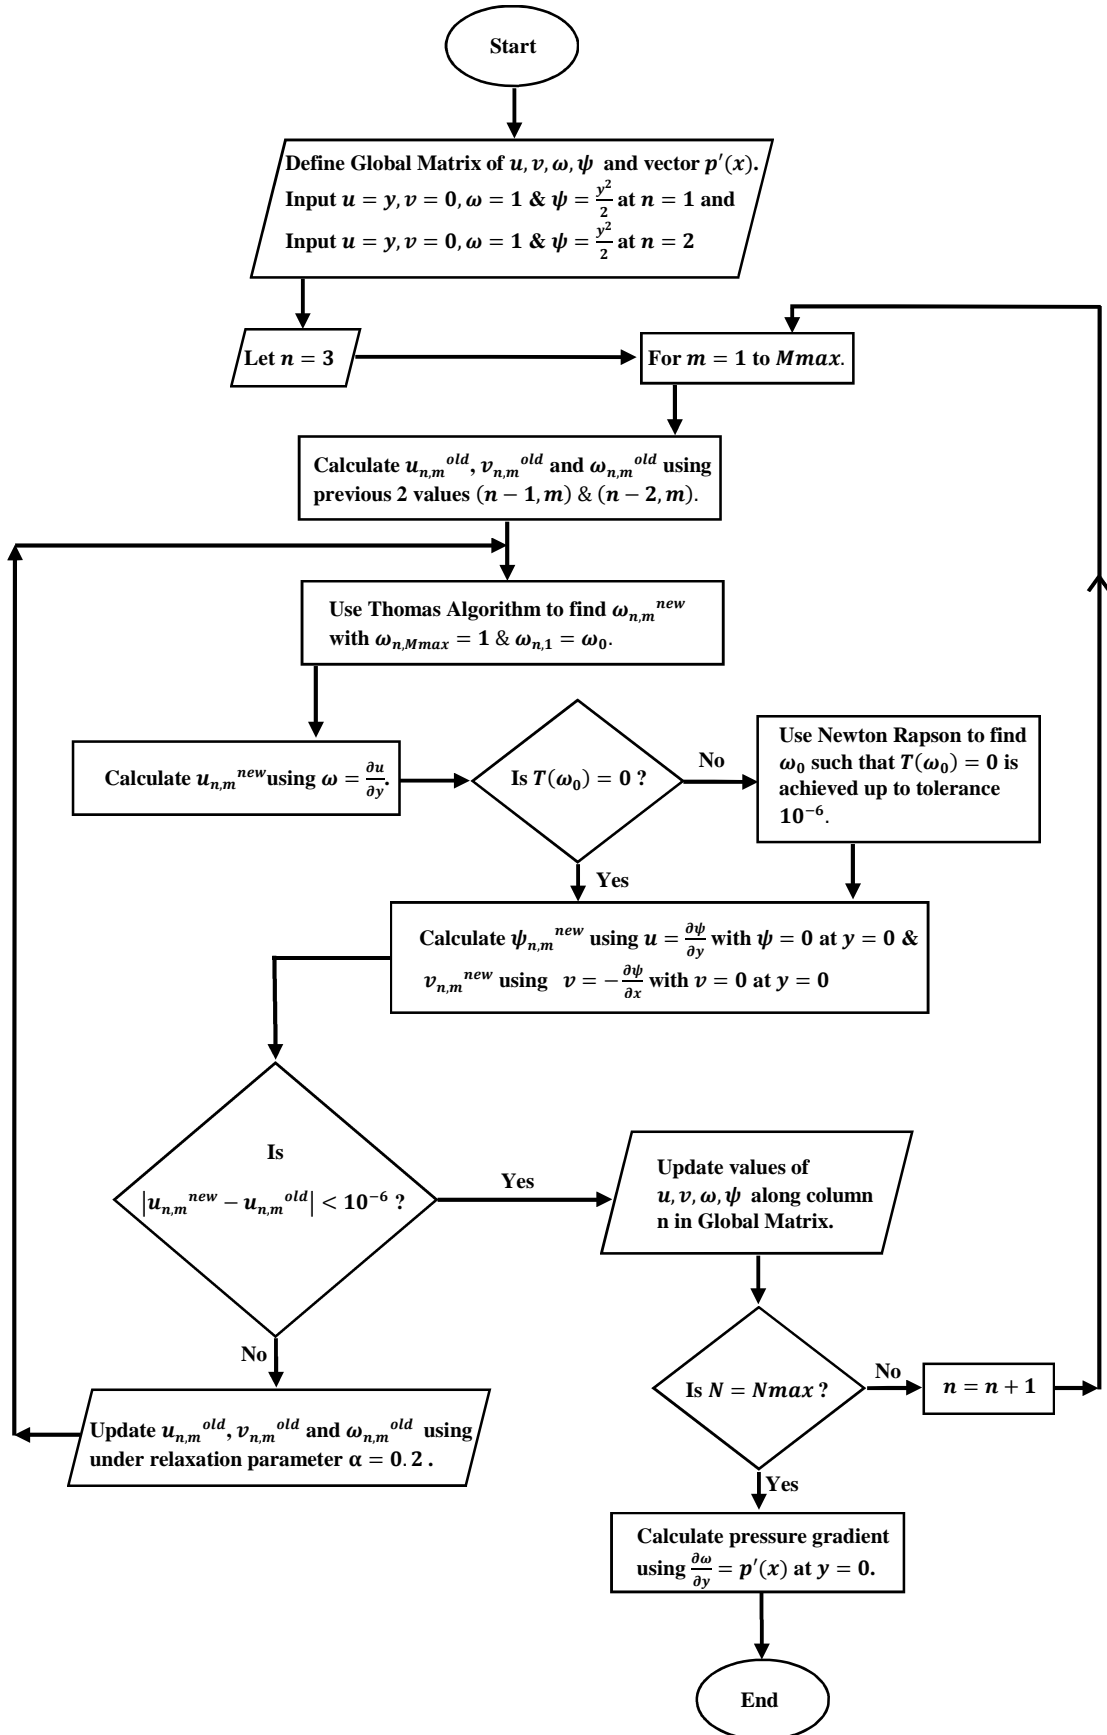 Start
Define Global Matrix of u, v, ω, ψ and vector p′(x).
Input u = y, v = 0, ω = 1 & ψ = y²/2 at n = 1 and
Input u = y, v = 0, ω = 1 & ψ = y²/2 at n = 2
Let n = 3
For m = 1 to Mmax.
Calculate u_{n,m}^{old}, v_{n,m}^{old} and ω_{n,m}^{old} using
previous 2 values (n − 1, m) & (n − 2, m).
Use Thomas Algorithm to find ω_{n,m}^{new}
with ω_{n,Mmax} = 1 & ω_{n,1} = ω₀.
Calculate u_{n,m}^{new} using ω = ∂u/∂y.
Is T(ω₀) = 0 ?
No
Use Newton Rapson to find
ω₀ such that T(ω₀) = 0 is
achieved up to tolerance
10⁻⁶.
Yes
Calculate ψ_{n,m}^{new} using u = ∂ψ/∂y with ψ = 0 at y = 0 &
v_{n,m}^{new} using v = −∂ψ/∂x with v = 0 at y = 0
Is
|u_{n,m}^{new} − u_{n,m}^{old}| < 10⁻⁶ ?
Yes
Update values of
u, v, ω, ψ along column
n in Global Matrix.
No
Update u_{n,m}^{old}, v_{n,m}^{old} and ω_{n,m}^{old} using
under relaxation parameter α = 0.2 .
Is N = Nmax ?
No
n = n + 1
Yes
Calculate pressure gradient
using ∂ω/∂y = p′(x) at y = 0.
End